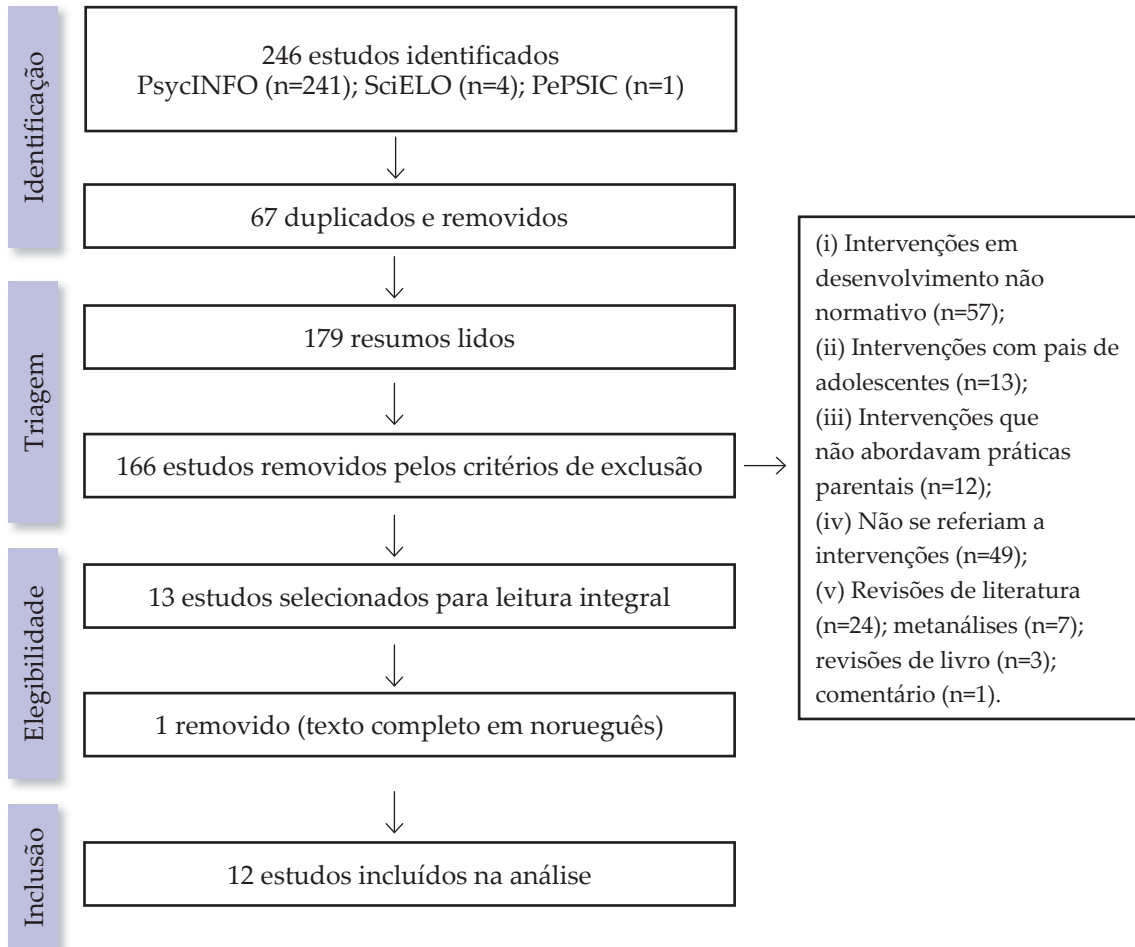 Identificação
246 estudos identificados
PsycINFO (n=241); SciELO (n=4); PePSIC (n=1)
67 duplicados e removidos
Triagem
179 resumos lidos
166 estudos removidos pelos critérios de exclusão
(i) Intervenções em
desenvolvimento não
normativo (n=57);
(ii) Intervenções com pais de
adolescentes (n=13);
(iii) Intervenções que
não abordavam práticas
parentais (n=12);
(iv) Não se referiam a
intervenções (n=49);
(v) Revisões de literatura
(n=24); metanálises (n=7);
revisões de livro (n=3);
comentário (n=1).
Elegibilidade
13 estudos selecionados para leitura integral
1 removido (texto completo em norueguês)
Inclusão
12 estudos incluídos na análise